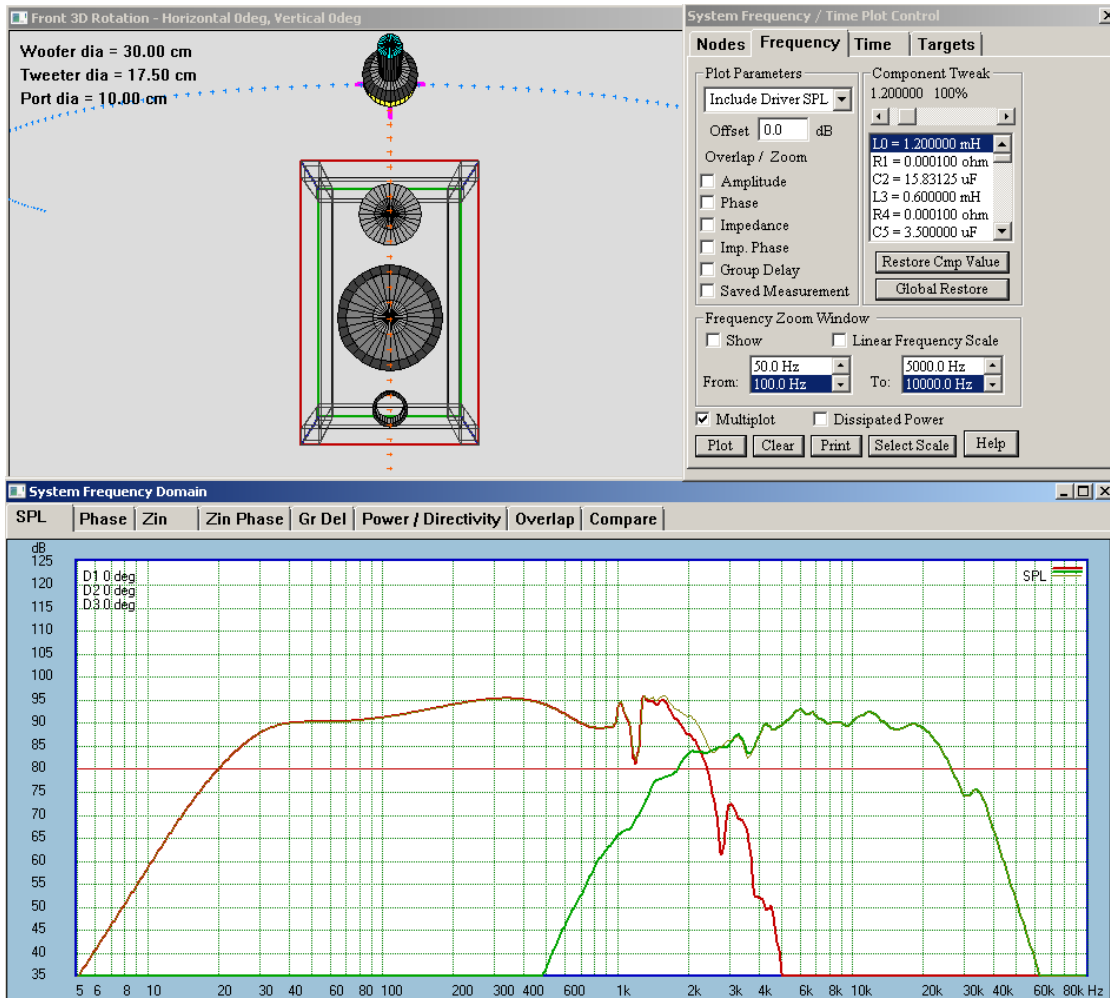 Front 3D Rotation - Horizontal 0deg, Vertical 0deg
Woofer dia = 30.00 cm
Tweeter dia = 17.50 cm
Port dia = 10.00 cm
System Frequency / Time Plot Control
Nodes Frequency Time Targets
Plot Parameters
Include Driver SPL
Offset 0.0 dB
Overlap / Zoom
Amplitude
Phase
Impedance
Imp. Phase
Group Delay
Saved Measurement
Component Tweak
1.200000 100%
L0 = 1.200000 mH
R1 = 0.000100 ohm
C2 = 15.83125 uF
L3 = 0.600000 mH
R4 = 0.000100 ohm
C5 = 3.500000 uF
Restore Cmp Value
Global Restore
Frequency Zoom Window
Show Linear Frequency Scale
50.0 Hz 5000.0 Hz
From: 100.0 Hz To: 10000.0 Hz
Multiplot Dissipated Power
Plot Clear Print Select Scale Help
System Frequency Domain
SPL Phase Zin Zin Phase Gr Del Power / Directivity Overlap Compare
dB
125
120
115
110
105
100
95
90
85
80
75
70
65
60
55
50
45
40
35
D1 0 deg
D2 0 deg
D3 0 deg
SPL
5 6 8 10 20 30 40 60 80 100 200 300 400 600 1k 2k 3k 4k 6k 8k 10k 20k 30k 40k 60k 80k Hz